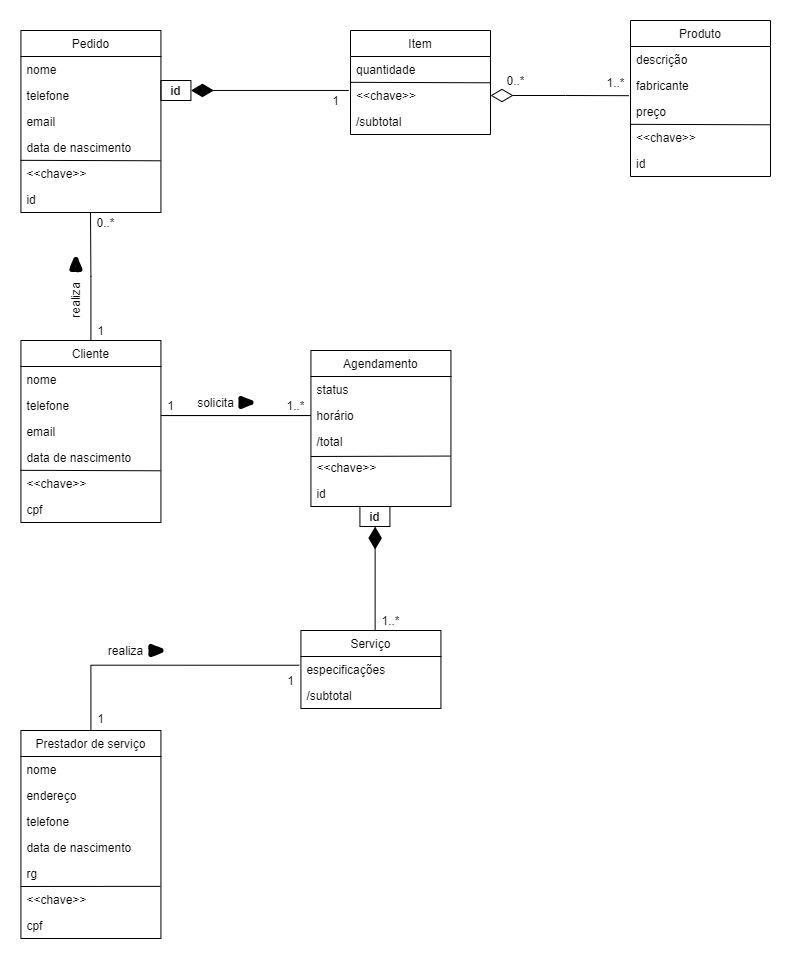 Pedido
nome
telefone
email
data de nascimento
<<chave>>
id
id
1
Item
quantidade
<<chave>>
/subtotal
0..*
1..*
Produto
descrição
fabricante
preço
<<chave>>
id
0..*
realiza
1
Cliente
nome
telefone
email
data de nascimento
<<chave>>
cpf
1
solicita
1..*
Agendamento
status
horário
/total
<<chave>>
id
id
1..*
Serviço
especificações
/subtotal
realiza
1
1
Prestador de serviço
nome
endereço
telefone
data de nascimento
rg
<<chave>>
cpf